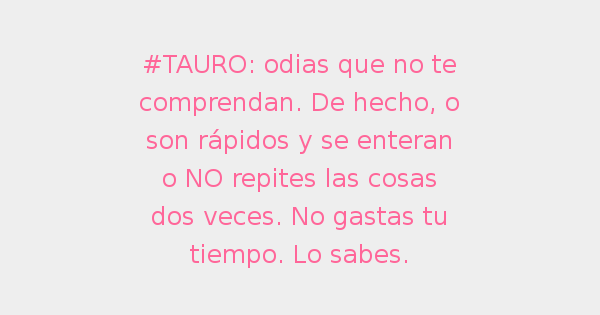 #TAURO: odias que no te
comprendan. De hecho, o
son rápidos y se enteran
o NO repites las cosas
dos veces. No gastas tu
tiempo. Lo sabes.